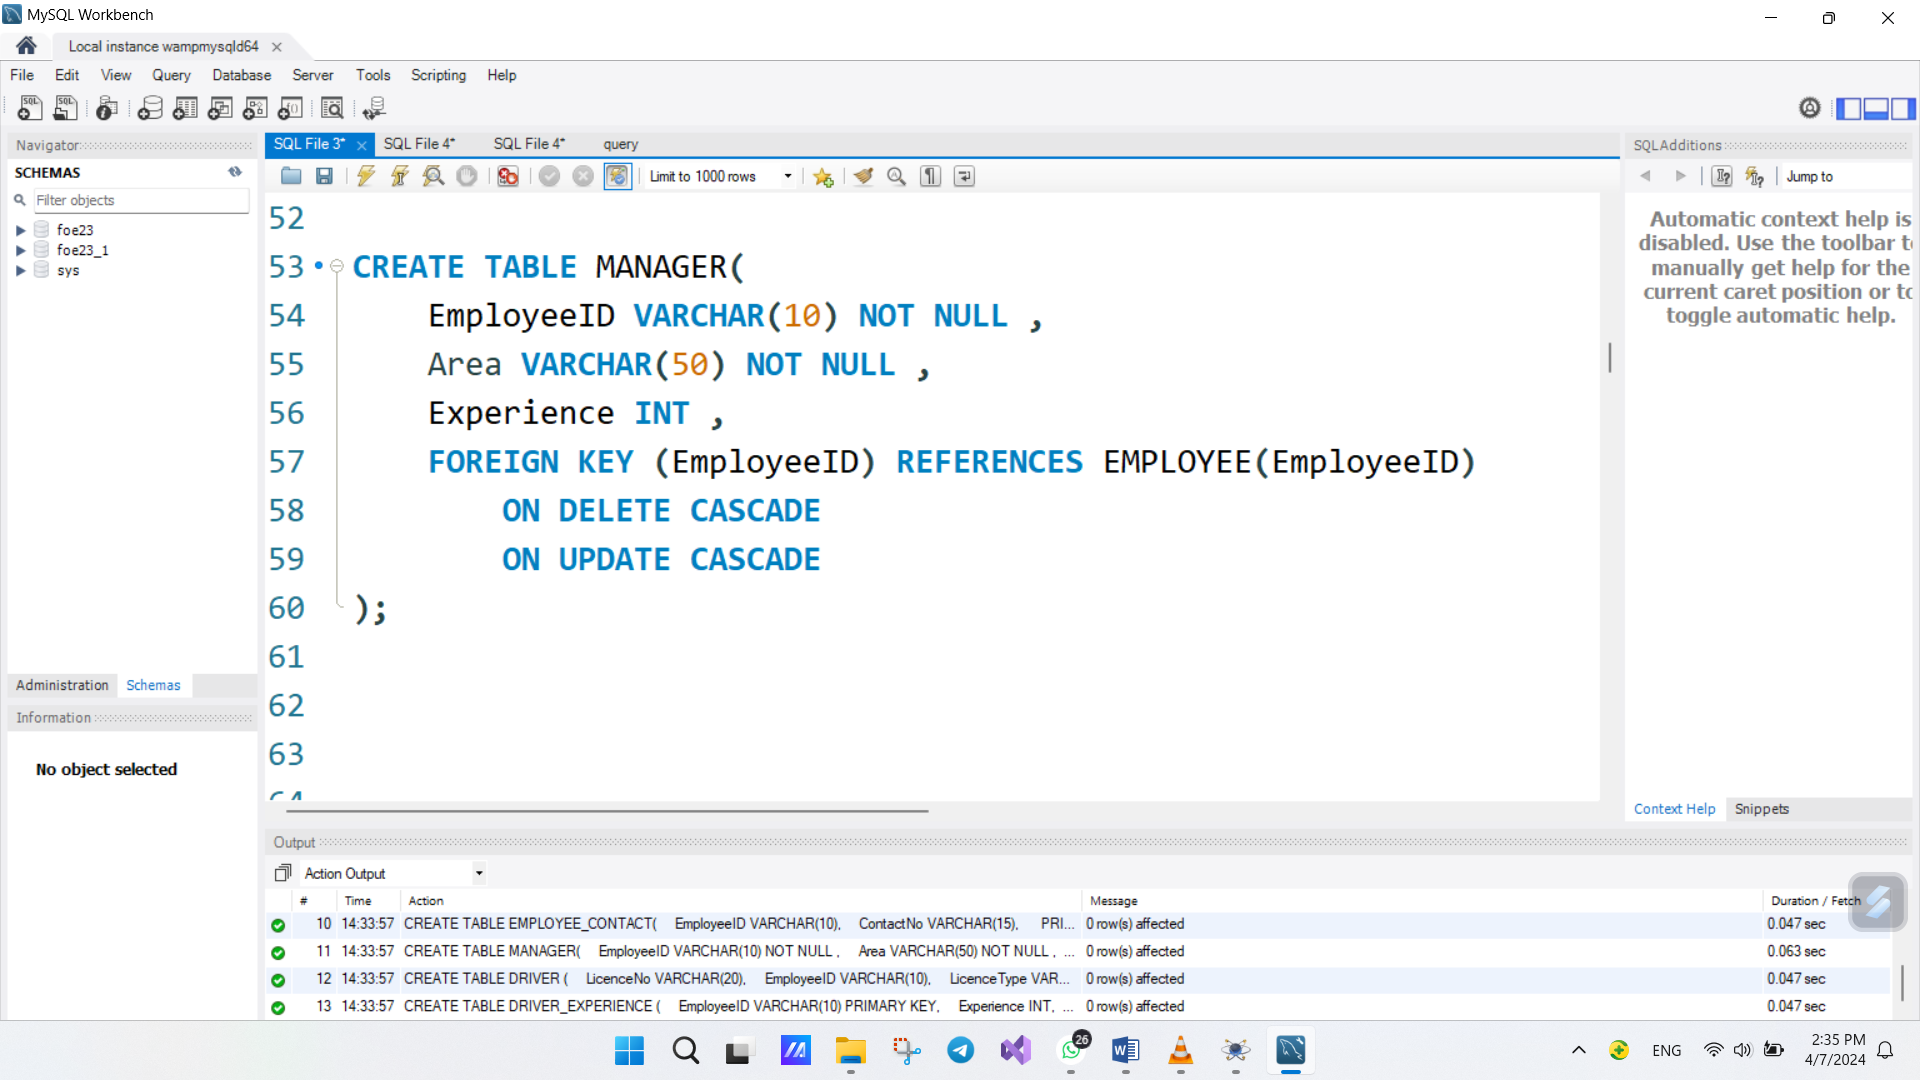 MySQL Workbench
Local instance wampmysqld64
File Edit View Query Database Server Tools Scripting Help
Navigator
SCHEMAS
Filter objects
foe23
foe23_1
sys
Administration Schemas
Information
No object selected
SQL File 3* SQL File 4* SQL File 4* query
Limit to 1000 rows
52
53 CREATE TABLE MANAGER(
54 EmployeeID VARCHAR(10) NOT NULL ,
55 Area VARCHAR(50) NOT NULL ,
56 Experience INT ,
57 FOREIGN KEY (EmployeeID) REFERENCES EMPLOYEE(EmployeeID)
58 ON DELETE CASCADE
59 ON UPDATE CASCADE
60 );
61
62
63
64
SQLAdditions
Jump to
Automatic context help is
disabled. Use the toolbar to
manually get help for the
current caret position or to
toggle automatic help.
Context Help Snippets
Output
Action Output
# Time Action Message Duration / Fetch
10 14:33:57 CREATE TABLE EMPLOYEE_CONTACT( EmployeeID VARCHAR(10), ContactNo VARCHAR(15), PRI... 0 row(s) affected 0.047 sec
11 14:33:57 CREATE TABLE MANAGER( EmployeeID VARCHAR(10) NOT NULL , Area VARCHAR(50) NOT NULL , ... 0 row(s) affected 0.063 sec
12 14:33:57 CREATE TABLE DRIVER ( LicenceNo VARCHAR(20), EmployeeID VARCHAR(10), LicenceType VAR... 0 row(s) affected 0.047 sec
13 14:33:57 CREATE TABLE DRIVER_EXPERIENCE ( EmployeeID VARCHAR(10) PRIMARY KEY, Experience INT, ... 0 row(s) affected 0.047 sec
26
ENG
2:35 PM
4/7/2024